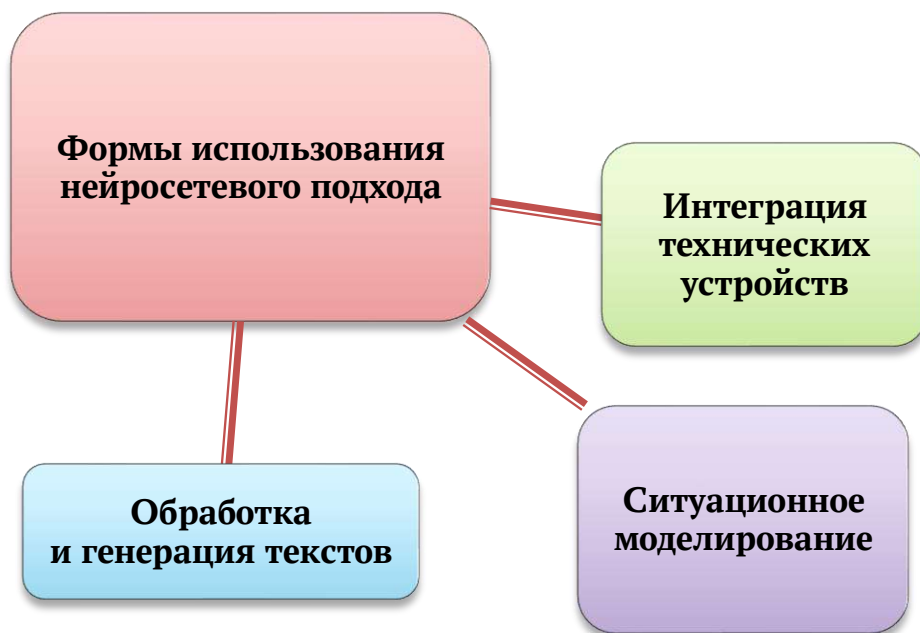 Формы использования
нейросетевого подхода
Интеграция
технических
устройств
Обработка
и генерация текстов
Ситуационное
моделирование